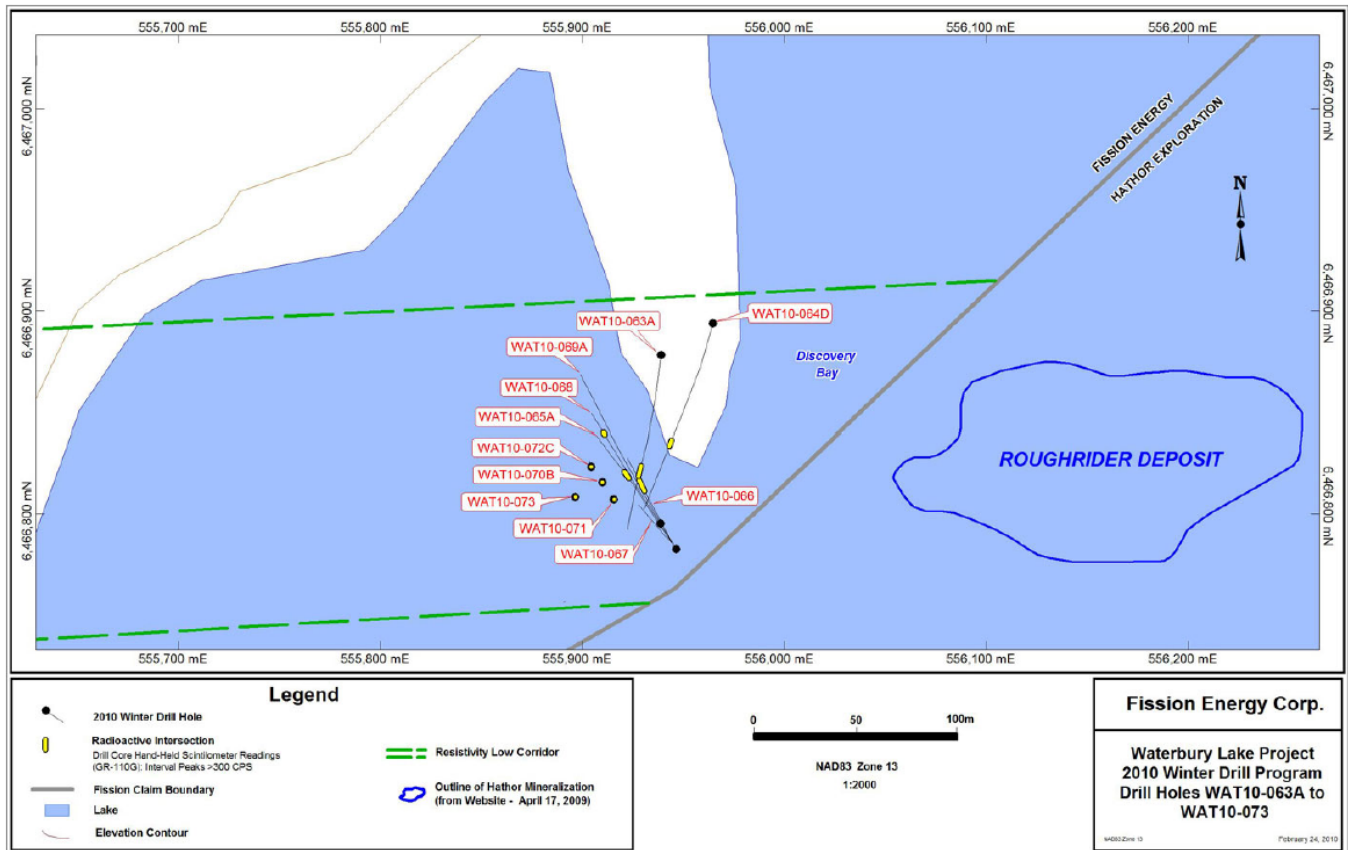 555,700 mE
555,800 mE
555,900 mE
556,000 mE
556,100 mE
556,200 mE
6,467,000 mN
6,467,000 mN
FISSION ENERGY
HATHOR EXPLORATION
N
6,466,900 mN
6,466,900 mN
WAT10-063A
WAT10-064D
WAT10-069A
Discovery
Bay
WAT10-068
WAT10-065A
WAT10-072C
ROUGHRIDER DEPOSIT
WAT10-070B
WAT10-073
WAT10-066
6,466,800 mN
6,466,800 mN
WAT10-071
WAT10-067
555,700 mE
555,800 mE
555,900 mE
556,000 mE
556,100 mE
556,200 mE
Legend
2010 Winter Drill Hole
Radioactive Intersection
Drill Core Hand-Held Scintilometer Readings
(GR-110G): Interval Peaks >300 CPS
Fission Claim Boundary
Lake
Elevation Contour
Resistivity Low Corridor
Outline of Hathor Mineralization
(from Website - April 17, 2009)
0 50 100m
NAD83 Zone 13
1:2000
Fission Energy Corp.
Waterbury Lake Project
2010 Winter Drill Program
Drill Holes WAT10-063A to
WAT10-073
NAD83 Zone 13
February 24, 2010